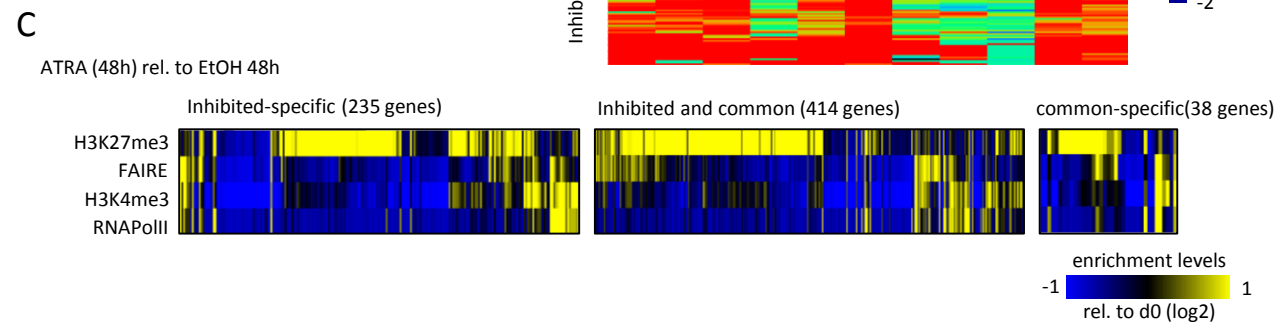 Inhib
-2
C
ATRA (48h) rel. to EtOH 48h
Inhibited-specific (235 genes)
Inhibited and common (414 genes)
common-specific(38 genes)
H3K27me3
FAIRE
H3K4me3
RNAPolII
enrichment levels
-1
1
rel. to d0 (log2)